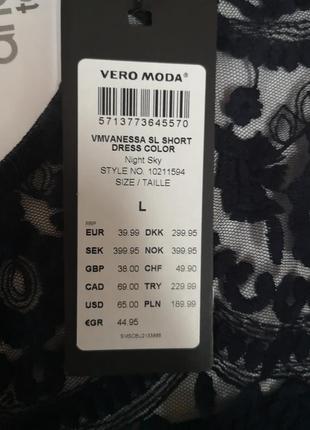 VERO MODA®
5713773645570
VMVANESSA SL SHORT
DRESS COLOR
Night Sky
STYLE NO. 10211594
SIZE / TAILLE
L
RRP
EUR 39.99 DKK 299.95
SEK 399.95 NOK 399.95
GBP 38.00 CHF 49.90
CAD 69.00 TRY 229.99
USD 65.00 PLN 189.99
€GR 44.95